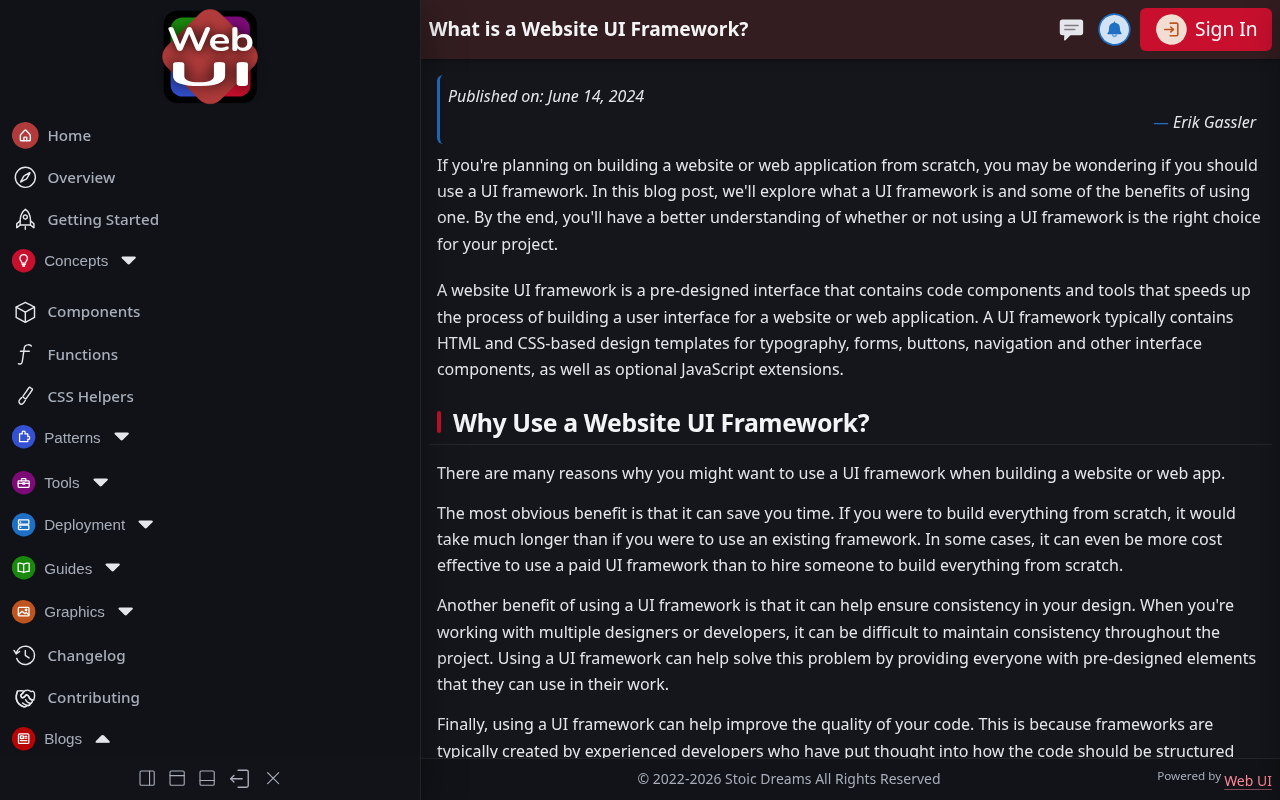 Web
UI
Home
Overview
Getting Started
Concepts
Components
Functions
CSS Helpers
Patterns
Tools
Deployment
Guides
Graphics
Changelog
Contributing
Blogs
What is a Website UI Framework?
Sign In
Published on: June 14, 2024
— Erik Gassler
If you're planning on building a website or web application from scratch, you may be wondering if you should
use a UI framework. In this blog post, we'll explore what a UI framework is and some of the benefits of using
one. By the end, you'll have a better understanding of whether or not using a UI framework is the right choice
for your project.
A website UI framework is a pre-designed interface that contains code components and tools that speeds up
the process of building a user interface for a website or web application. A UI framework typically contains
HTML and CSS-based design templates for typography, forms, buttons, navigation and other interface
components, as well as optional JavaScript extensions.
Why Use a Website UI Framework?
There are many reasons why you might want to use a UI framework when building a website or web app.
The most obvious benefit is that it can save you time. If you were to build everything from scratch, it would
take much longer than if you were to use an existing framework. In some cases, it can even be more cost
effective to use a paid UI framework than to hire someone to build everything from scratch.
Another benefit of using a UI framework is that it can help ensure consistency in your design. When you're
working with multiple designers or developers, it can be difficult to maintain consistency throughout the
project. Using a UI framework can help solve this problem by providing everyone with pre-designed elements
that they can use in their work.
Finally, using a UI framework can help improve the quality of your code. This is because frameworks are
typically created by experienced developers who have put thought into how the code should be structured
© 2022-2026 Stoic Dreams All Rights Reserved
Powered by Web UI